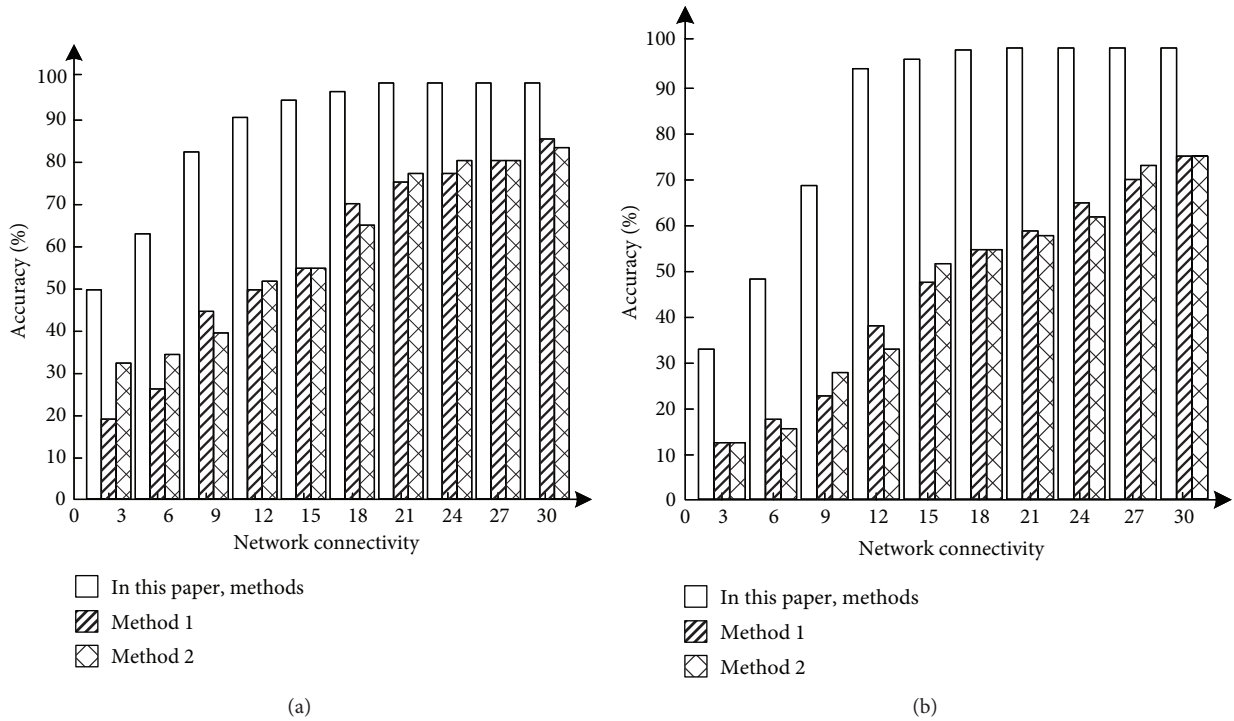 100
90
80
70
60
50
40
30
20
10
0
Accuracy (%)
0 3 6 9 12 15 18 21 24 27 30
Network connectivity
In this paper, methods
Method 1
Method 2
(a)
100
90
80
70
60
50
40
30
20
10
0
Accuracy (%)
0 3 6 9 12 15 18 21 24 27 30
Network connectivity
In this paper, methods
Method 1
Method 2
(b)